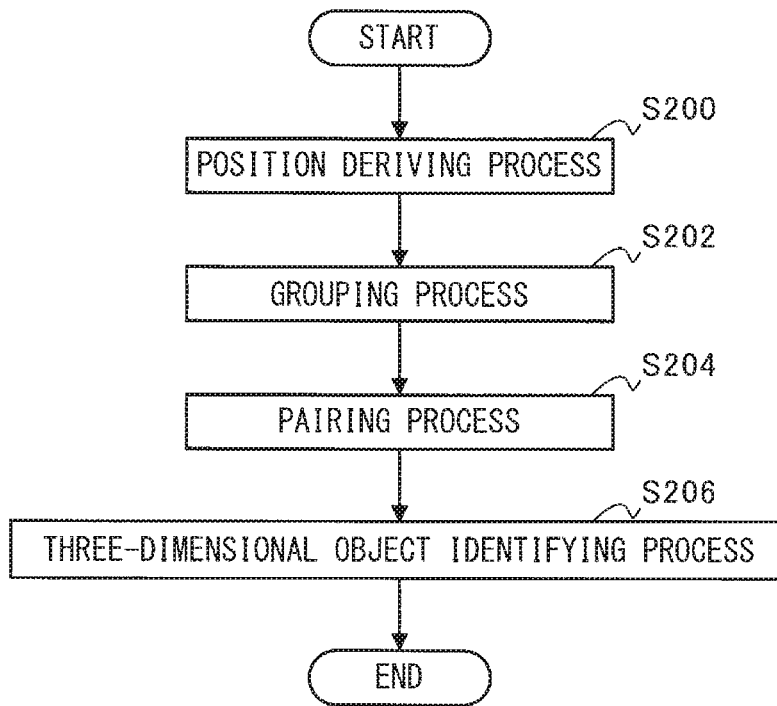 START
S200
POSITION DERIVING PROCESS
S202
GROUPING PROCESS
S204
PAIRING PROCESS
S206
THREE-DIMENSIONAL OBJECT IDENTIFYING PROCESS
END